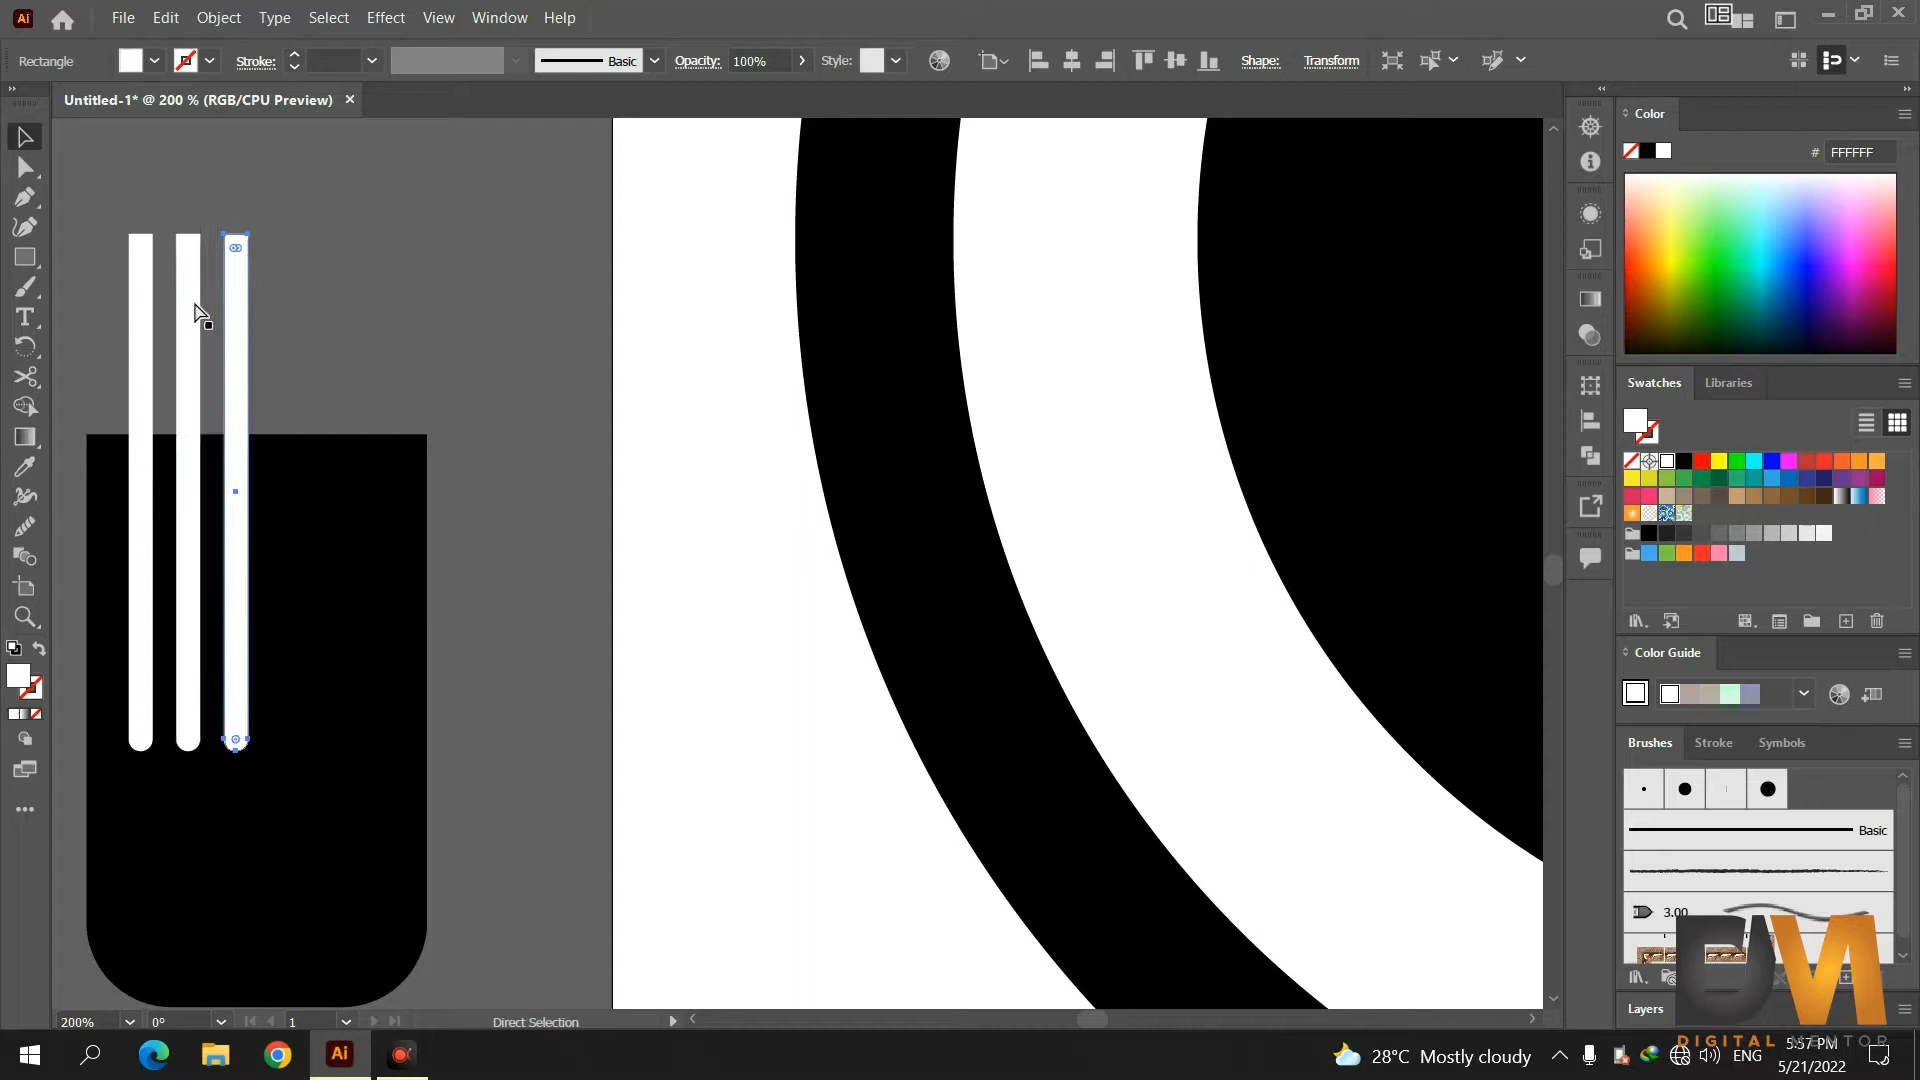 Ai File Edit Object Type Select Effect View Window Help
Rectangle Stroke: Basic Opacity: 100% Style: Shape: Transform
Untitled-1* @ 200 % (RGB/CPU Preview) ×
Color
# FFFFFF
Swatches Libraries
Color Guide
Brushes Stroke Symbols
Basic
3.00
Layers
200% 0° 1 Direct Selection
DIGITAL MENTOR
Ai 28°C Mostly cloudy ENG 5:57 PM
5/21/2022